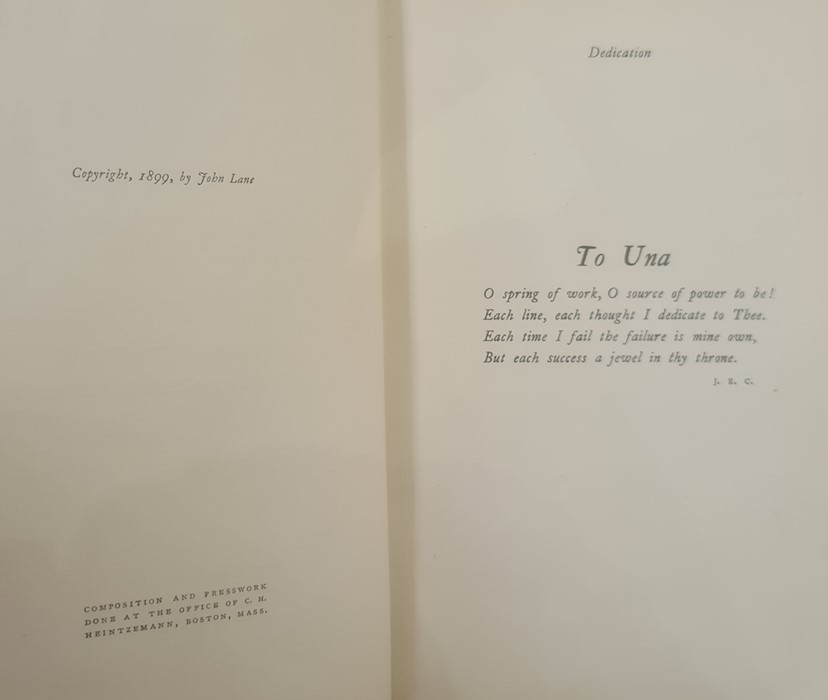 Copyright, 1899, by John Lane
COMPOSITION AND PRESSWORK
DONE AT THE OFFICE OF C. H.
HEINTZEMANN, BOSTON, MASS.
Dedication
To Una
O spring of work, O source of power to be!
Each line, each thought I dedicate to Thee.
Each time I fail the failure is mine own,
But each success a jewel in thy throne.
J. E. C.